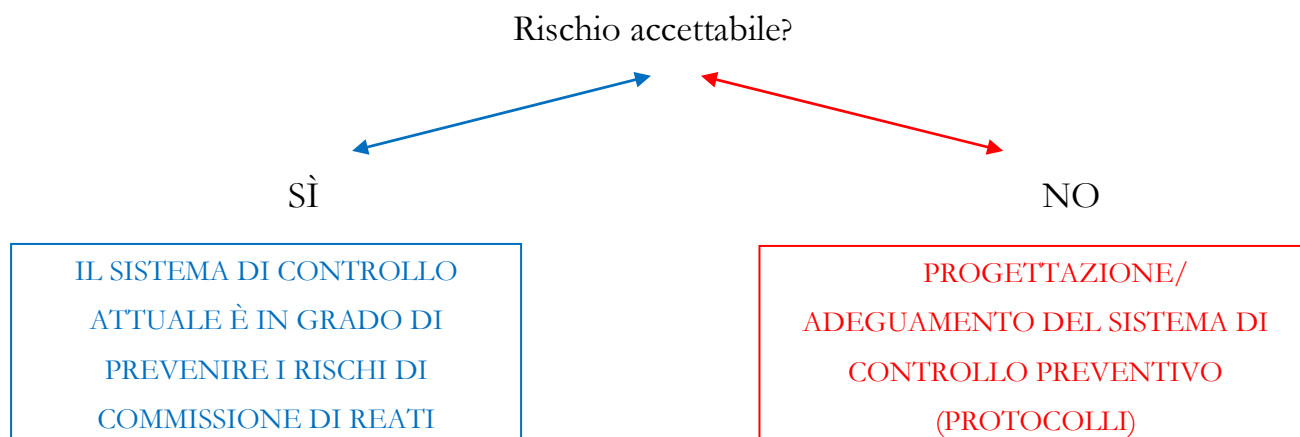 Rischio accettabile?
SÌ
NO
IL SISTEMA DI CONTROLLO
ATTUALE È IN GRADO DI
PREVENIRE I RISCHI DI
COMMISSIONE DI REATI
PROGETTAZIONE/
ADEGUAMENTO DEL SISTEMA DI
CONTROLLO PREVENTIVO
(PROTOCOLLI)